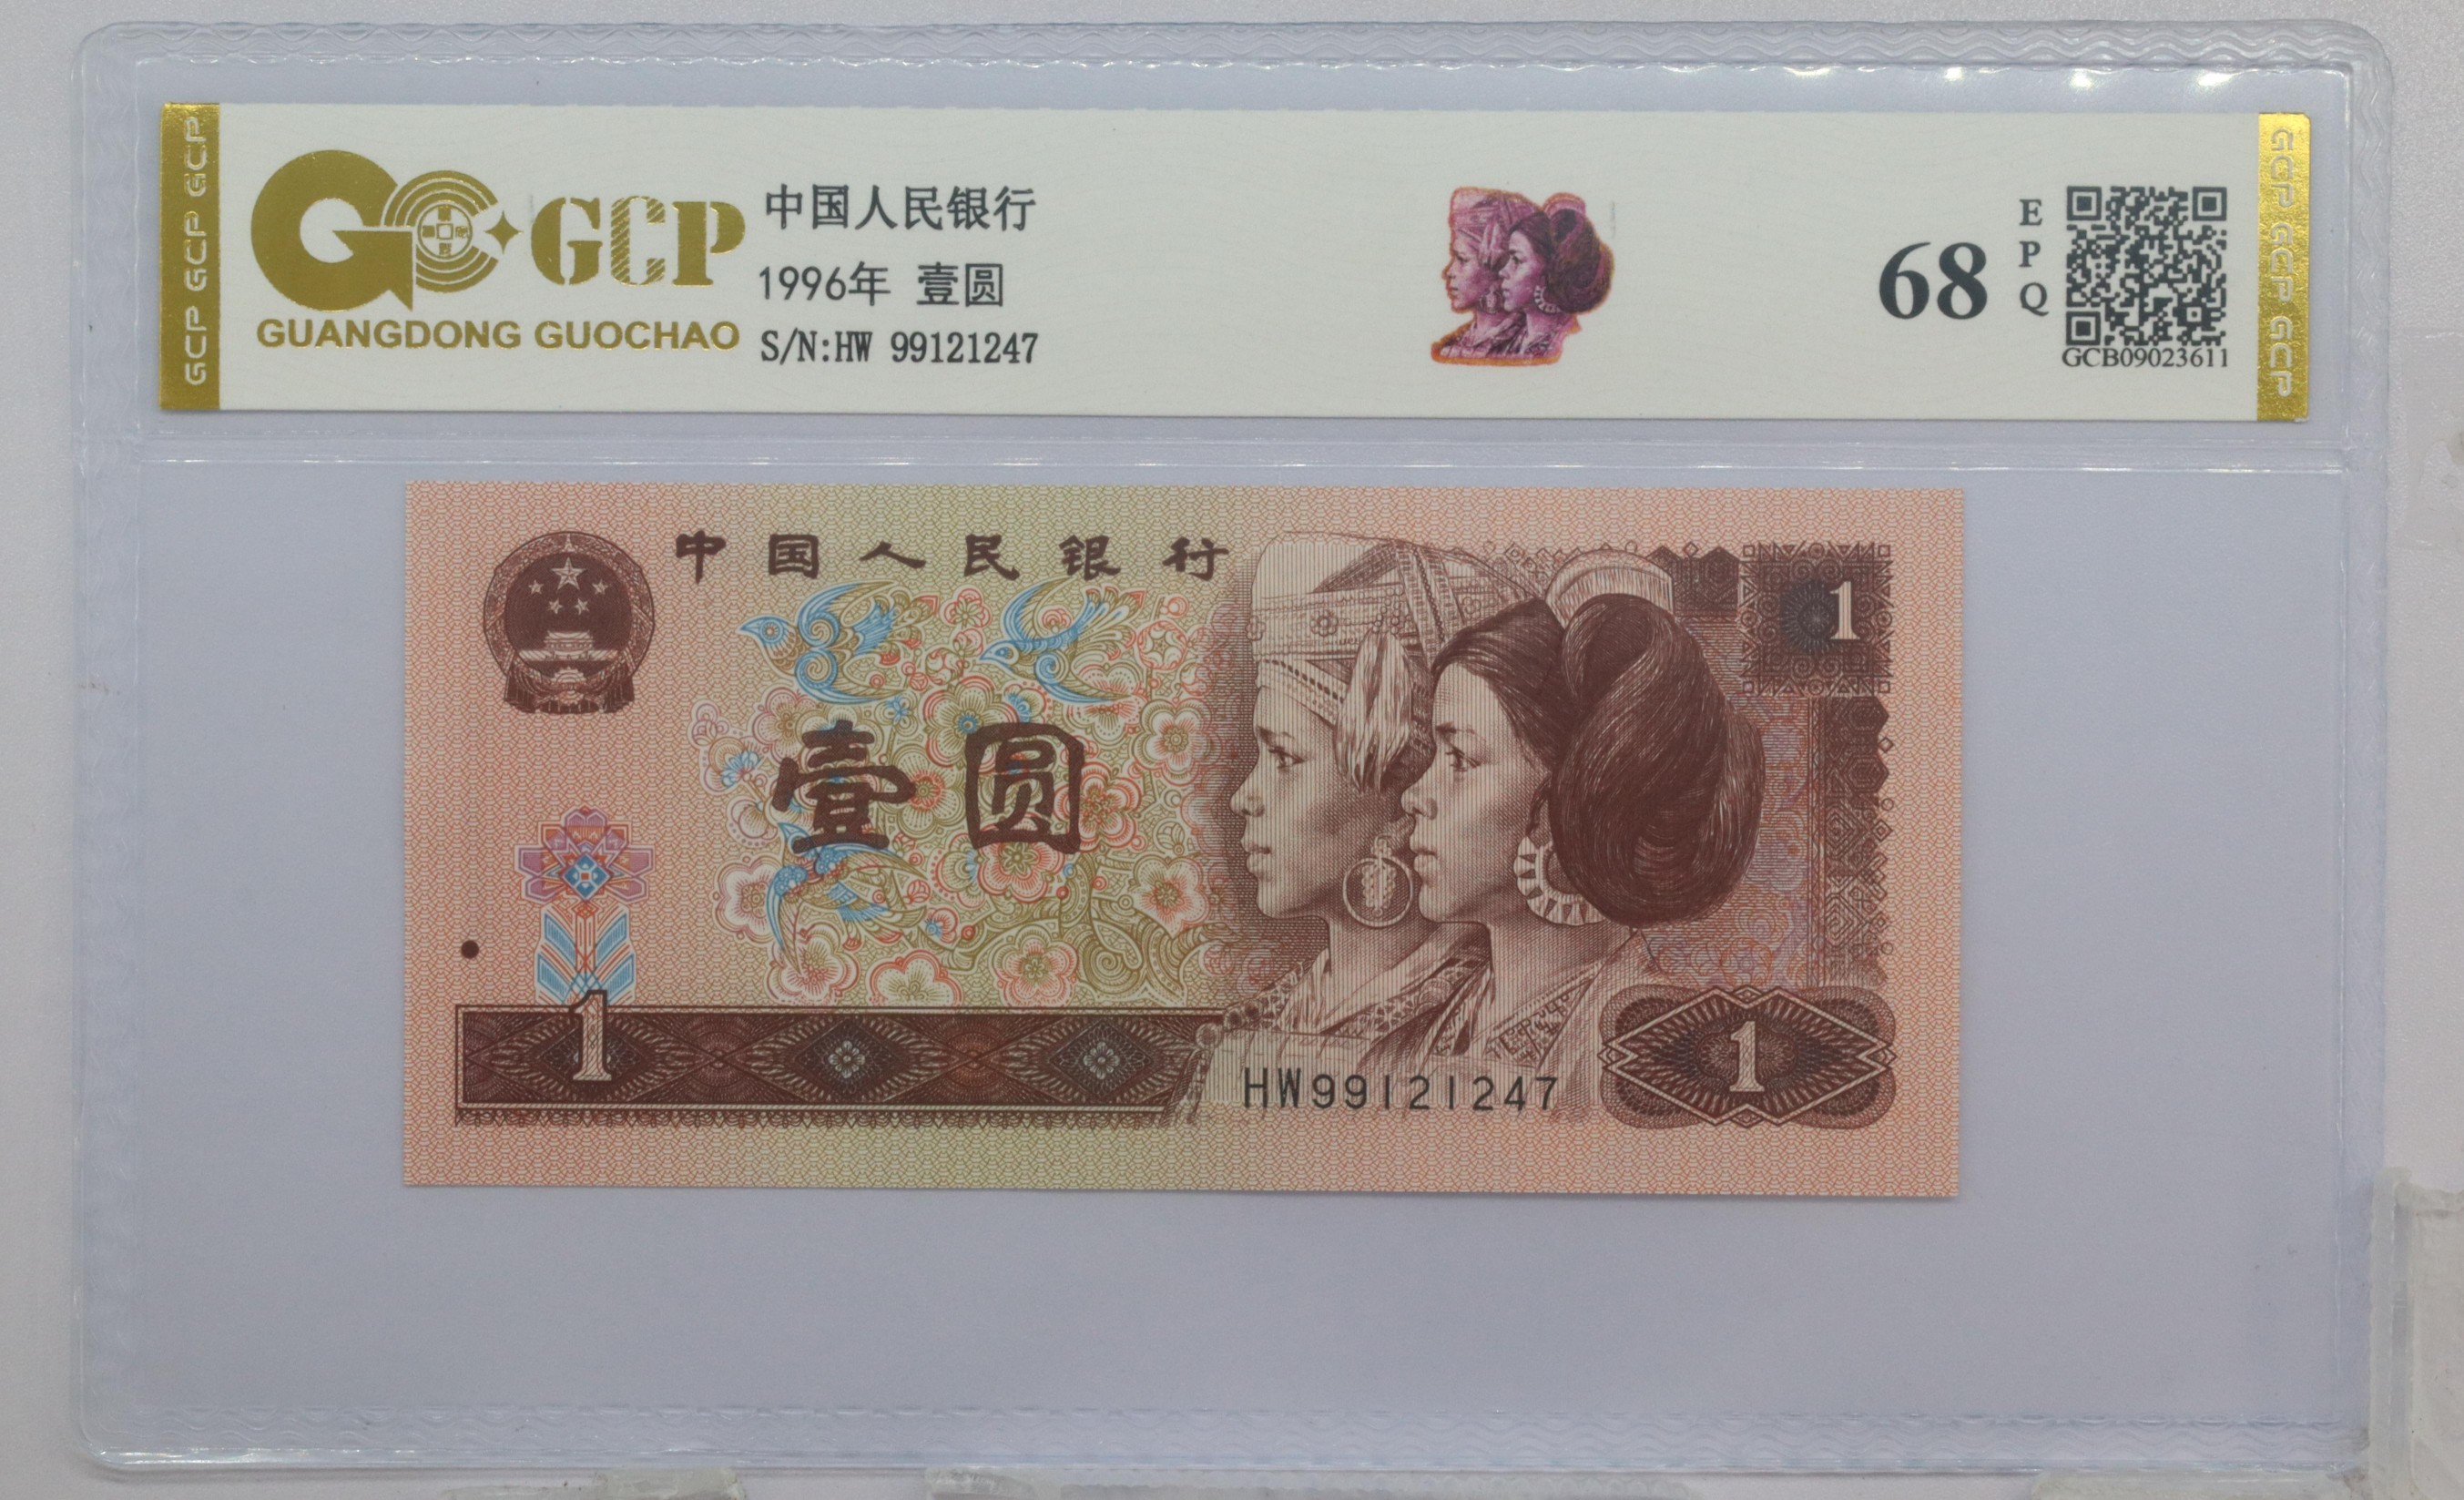 GCP GCP GCP
GCP
中国人民银行
1996年 壹圆
GUANGDONG GUOCHAO
S/N:HW 99121247
68
EPQ
GCB09023611
GCP GCP GCP
中国人民银行
1
壹圆
1
HW99121247
1